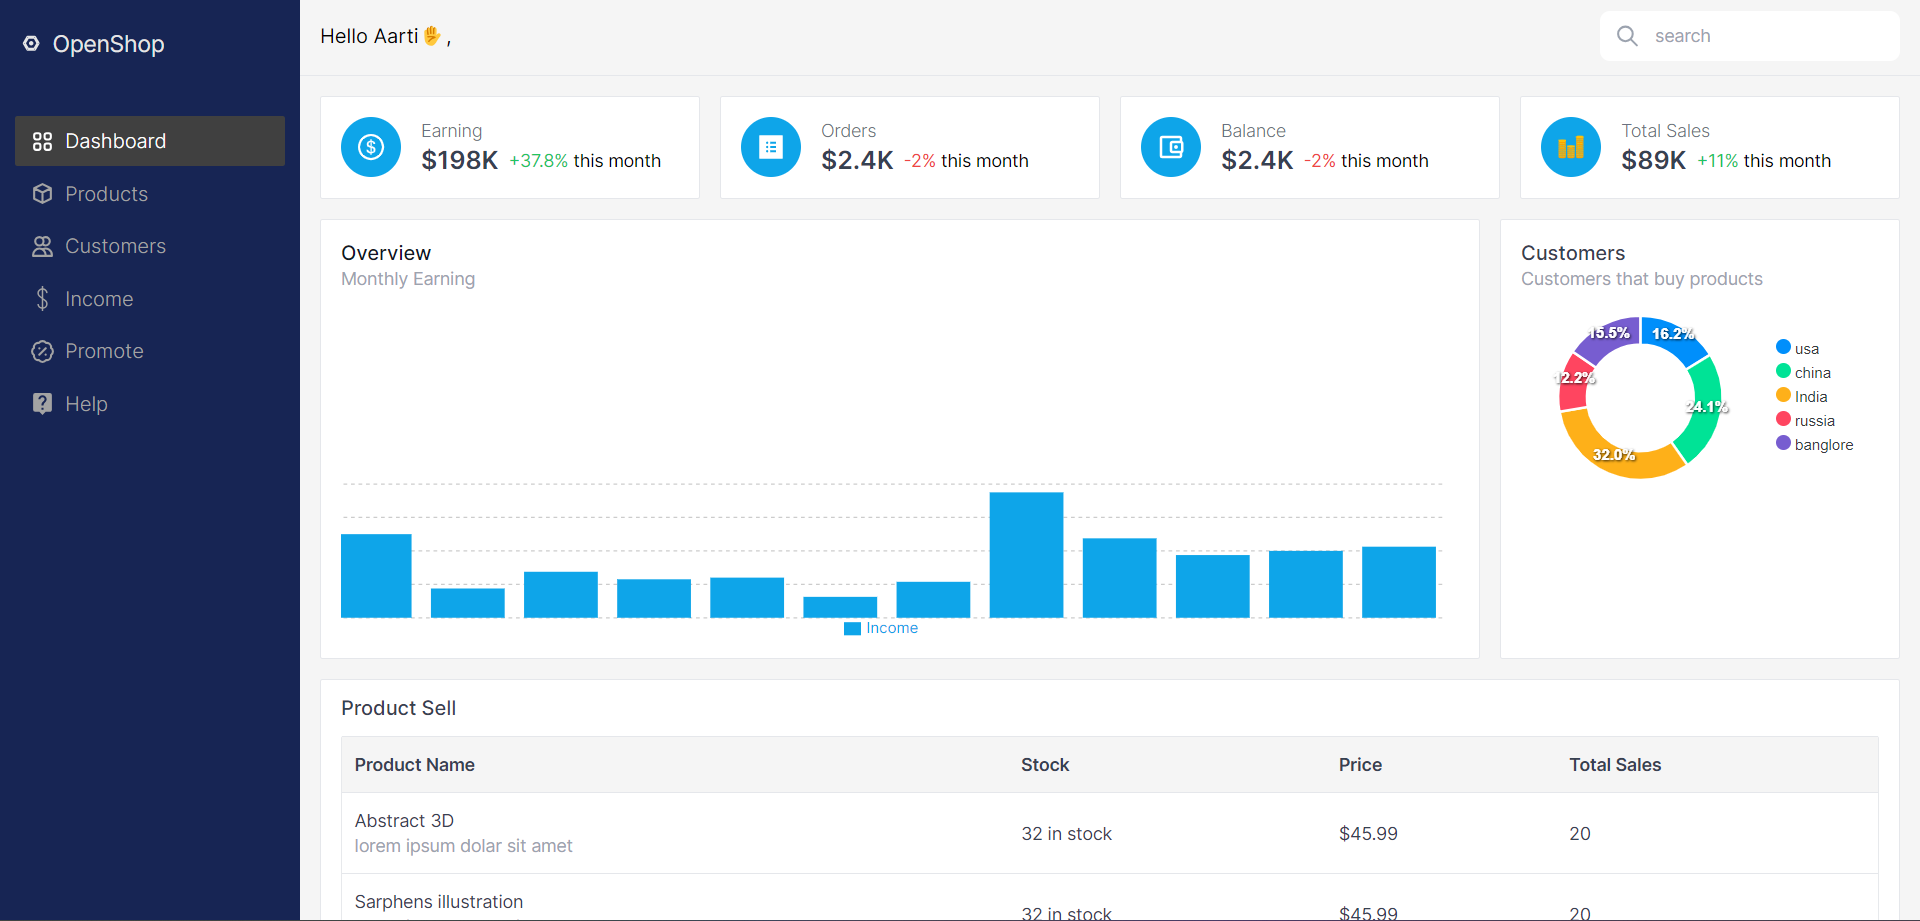 OpenShop
Dashboard
Products
Customers
Income
Promote
Help
Hello Aarti✋,
search
Earning
$198K +37.8% this month
Orders
$2.4K -2% this month
Balance
$2.4K -2% this month
Total Sales
$89K +11% this month
Overview
Monthly Earning
Income
Customers
Customers that buy products
15.5%
16.2%
12.2%
24.1%
32.0%
usa
china
India
russia
banglore
Product Sell
Product Name Stock Price Total Sales
Abstract 3D
lorem ipsum dolar sit amet
32 in stock $45.99 20
Sarphens illustration
32 in stock $45.99 20